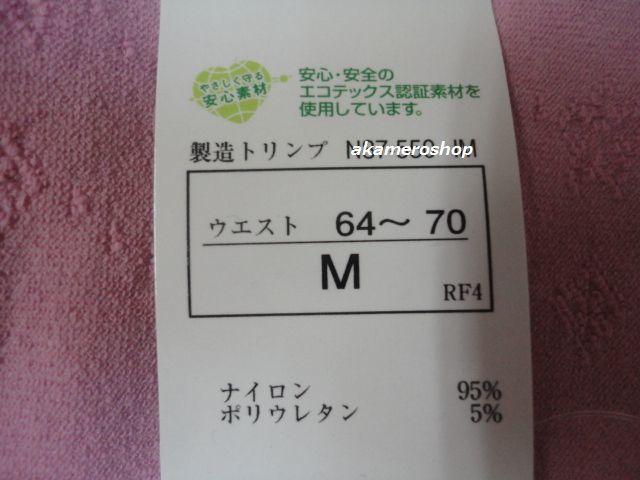 やさしく守る
安心素材
安心・安全の
エコテックス認証素材を
使用しています。
製造トリンプ
akameroshop
ウエスト 64～70
M
RF4
ナイロン 95%
ポリウレタン 5%